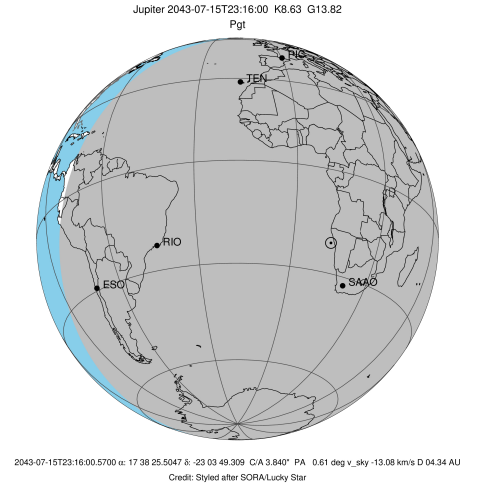 Jupiter 2043-07-15T23:16:00  K8.63  G13.82
Pgt
PIC
TEN
RIO
ESO
SAAO
2043-07-15T23:16:00.5700 α: 17 38 25.5047 δ: -23 03 49.309  C/A 3.840"  PA   0.61 deg v_sky -13.08 km/s D 04.34 AU
Credit: Styled after SORA/Lucky Star